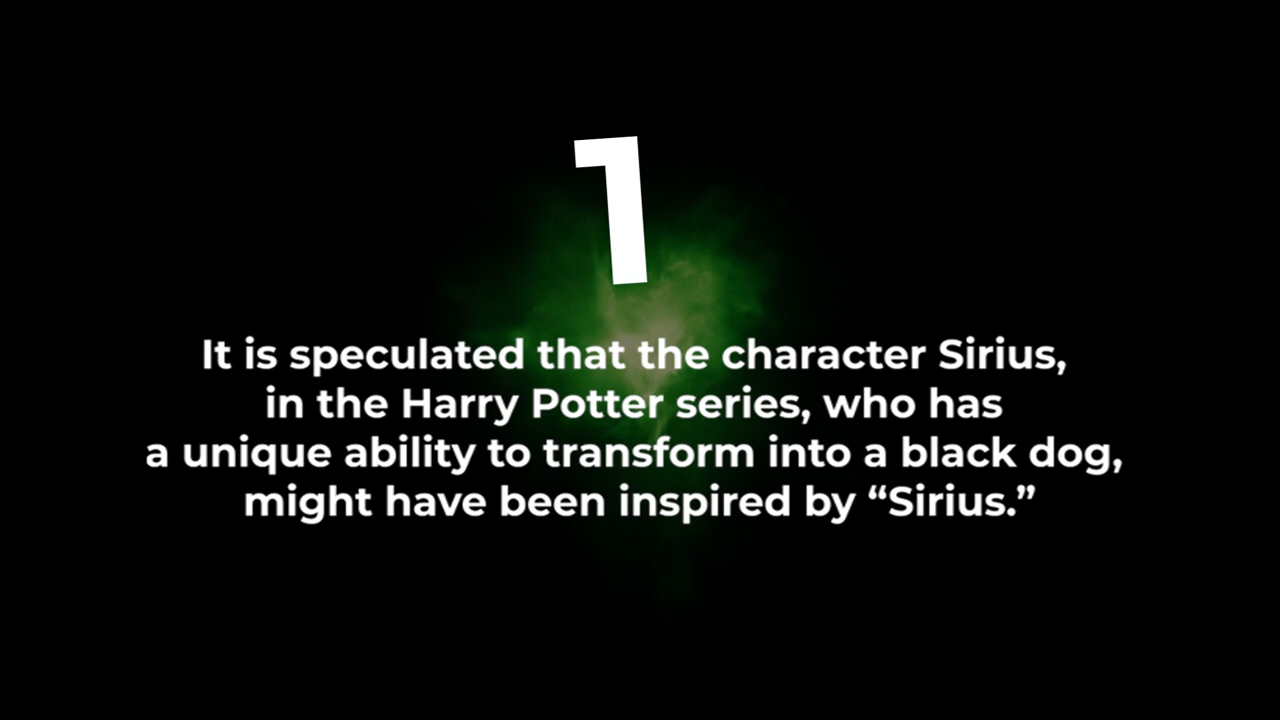 1
It is speculated that the character Sirius,
in the Harry Potter series, who has
a unique ability to transform into a black dog,
might have been inspired by “Sirius.”